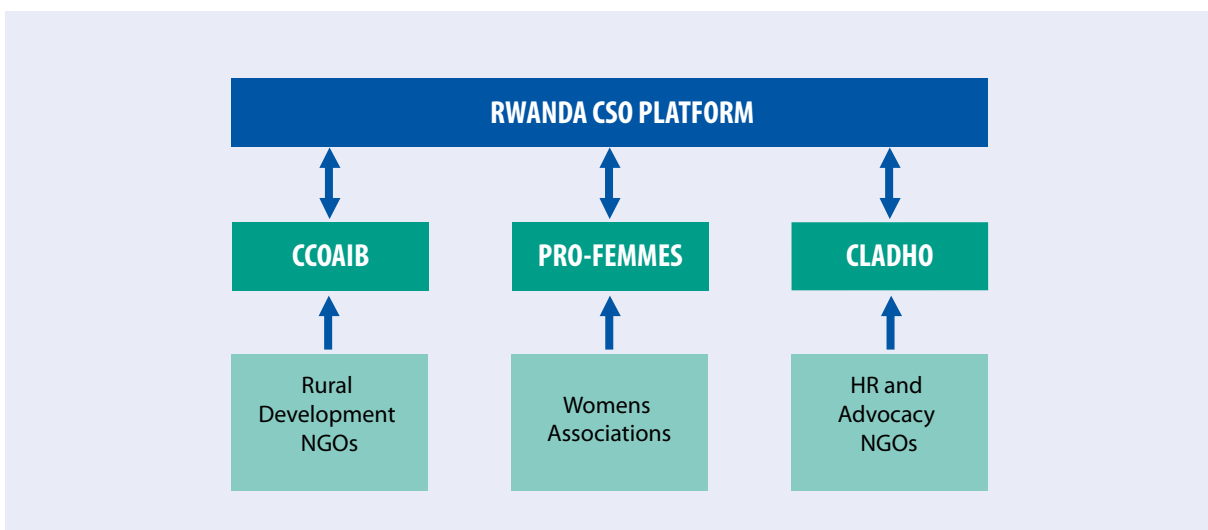 RWANDA CSO PLATFORM
CCOAIB
PRO-FEMMES
CLADHO
Rural
Development
NGOs
Womens
Associations
HR and
Advocacy
NGOs